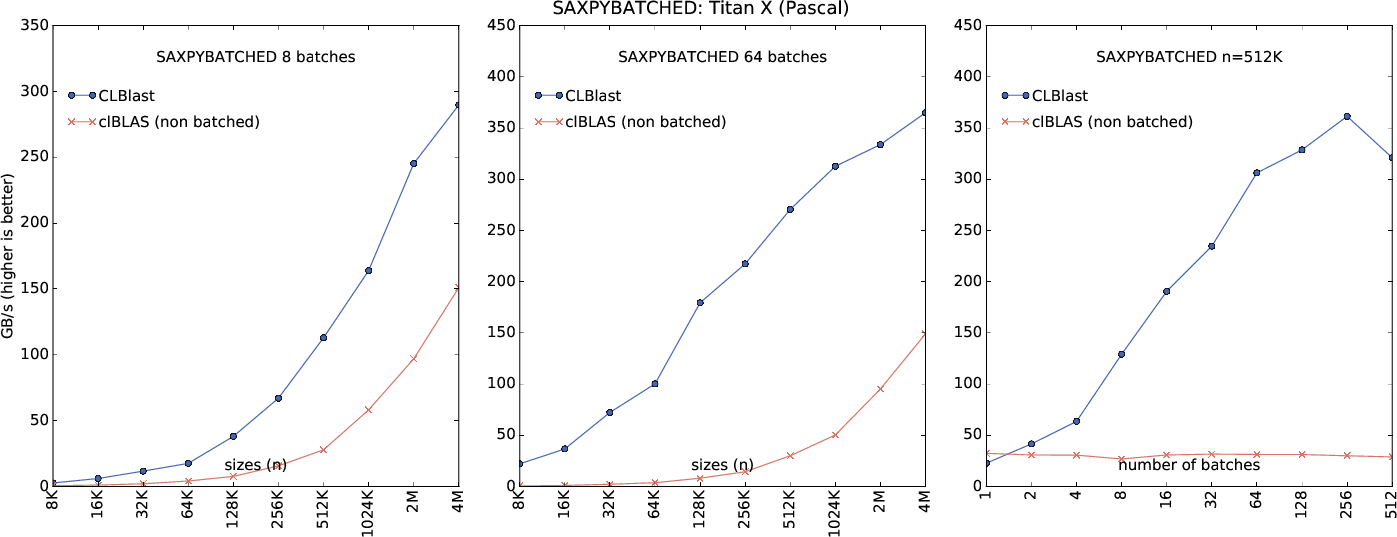 SAXPYBATCHED: Titan X (Pascal)
GB/s (higher is better)
350
300
250
200
150
100
50
0
SAXPYBATCHED 8 batches
CLBlast
clBLAS (non batched)
sizes (n)
8K 16K 32K 64K 128K 256K 512K 1024K 2M 4M
450
400
350
300
250
200
150
100
50
0
SAXPYBATCHED 64 batches
CLBlast
clBLAS (non batched)
sizes (n)
8K 16K 32K 64K 128K 256K 512K 1024K 2M 4M
450
400
350
300
250
200
150
100
50
0
SAXPYBATCHED n=512K
CLBlast
clBLAS (non batched)
number of batches
1 2 4 8 16 32 64 128 256 512